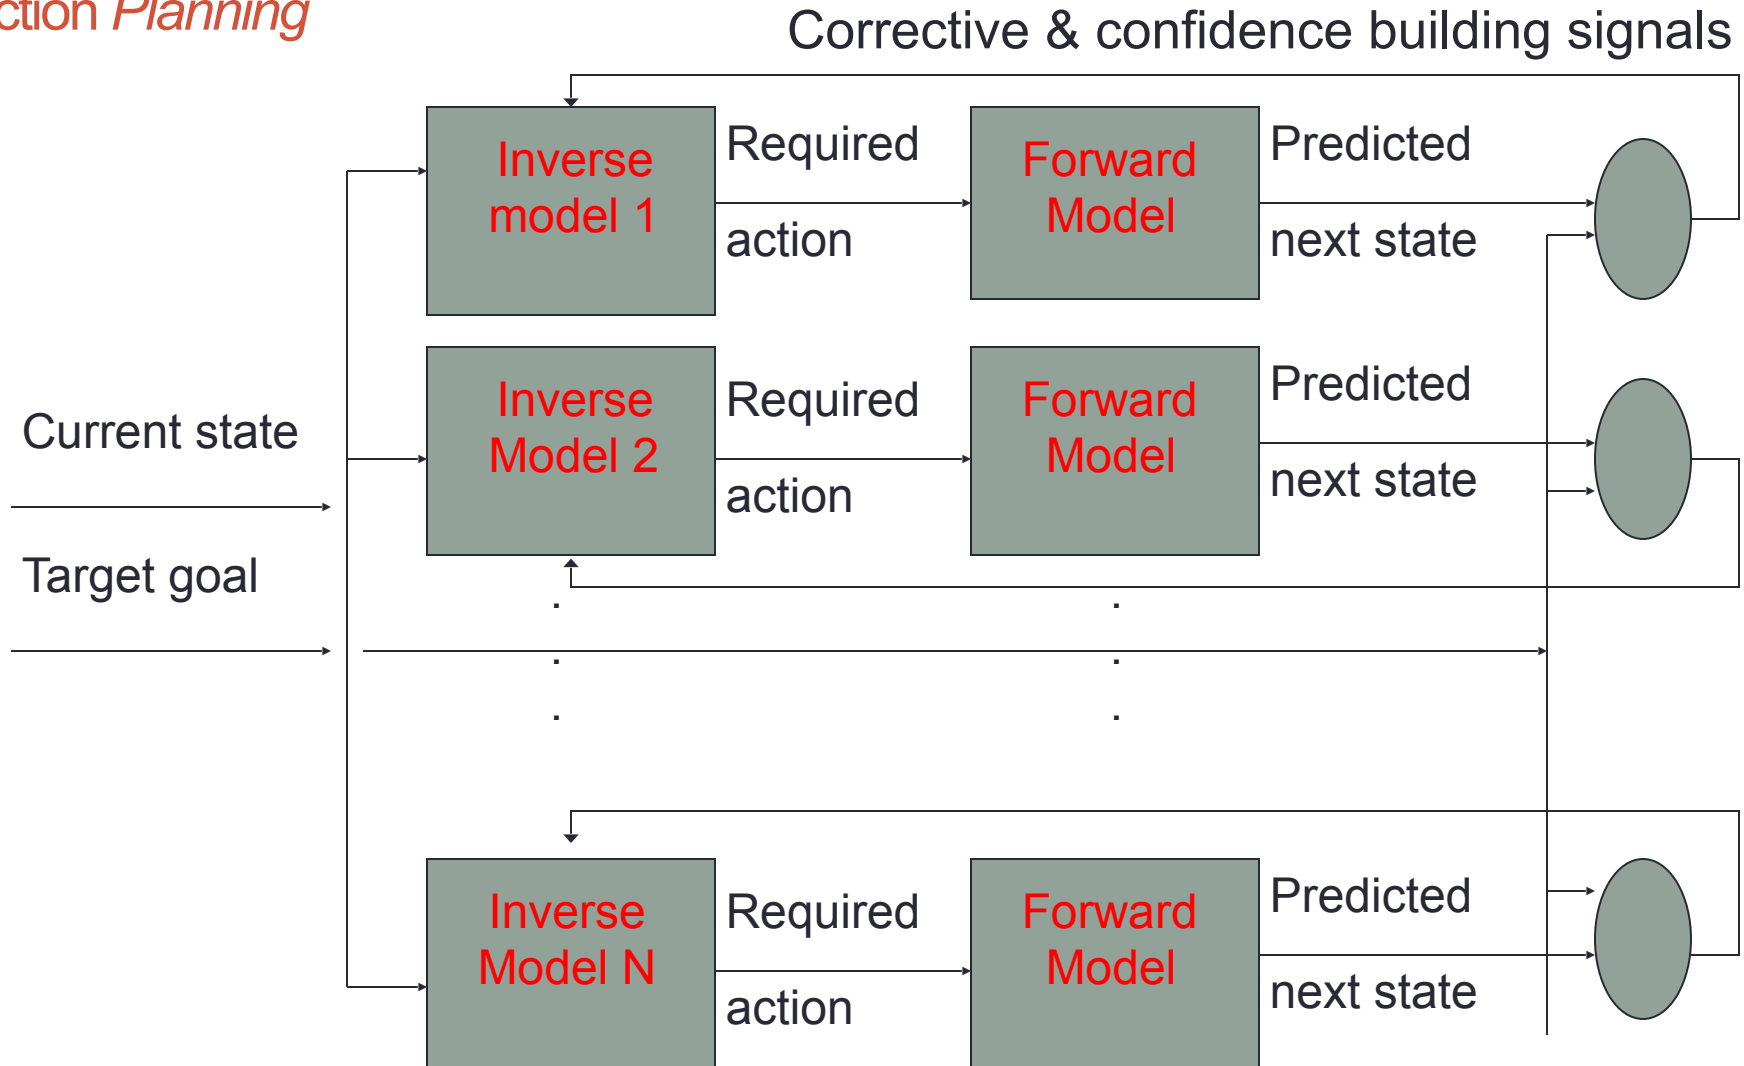 ction Planning
Corrective & confidence building signals
Inverse
model 1
Required
action
Forward
Model
Predicted
next state
Current state
Target goal
Inverse
Model 2
Required
action
Forward
Model
Predicted
next state
.
.
.
.
.
.
Inverse
Model N
Required
action
Forward
Model
Predicted
next state